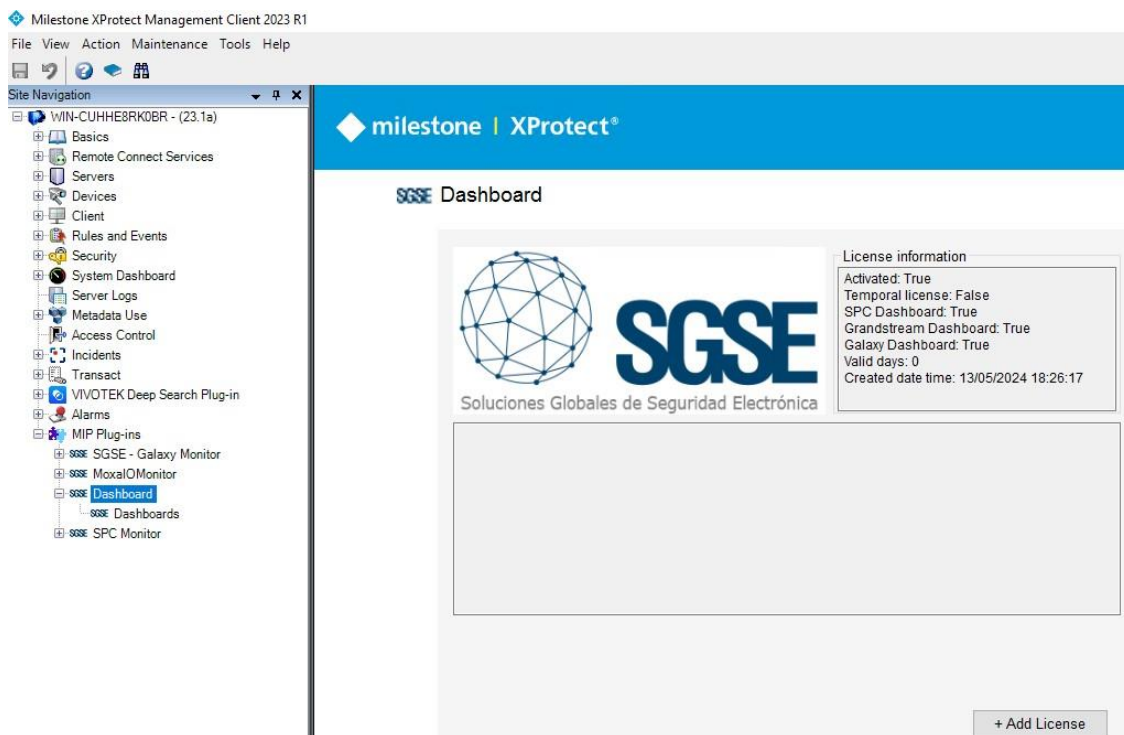 Milestone XProtect Management Client 2023 R1
File View Action Maintenance Tools Help
Site Navigation
WIN-CUHHE8RK0BR - (23.1a)
Basics
Remote Connect Services
Servers
Devices
Client
Rules and Events
Security
System Dashboard
Server Logs
Metadata Use
Access Control
Incidents
Transact
VIVOTEK Deep Search Plug-in
Alarms
MIP Plug-ins
SGSE SGSE - Galaxy Monitor
SGSE MoxaIOMonitor
SGSE Dashboard
SGSE Dashboards
SGSE SPC Monitor
milestone | XProtect®
SGSE Dashboard
SGSE
Soluciones Globales de Seguridad Electrónica
License information
Activated: True
Temporal license: False
SPC Dashboard: True
Grandstream Dashboard: True
Galaxy Dashboard: True
Valid days: 0
Created date time: 13/05/2024 18:26:17
+ Add License